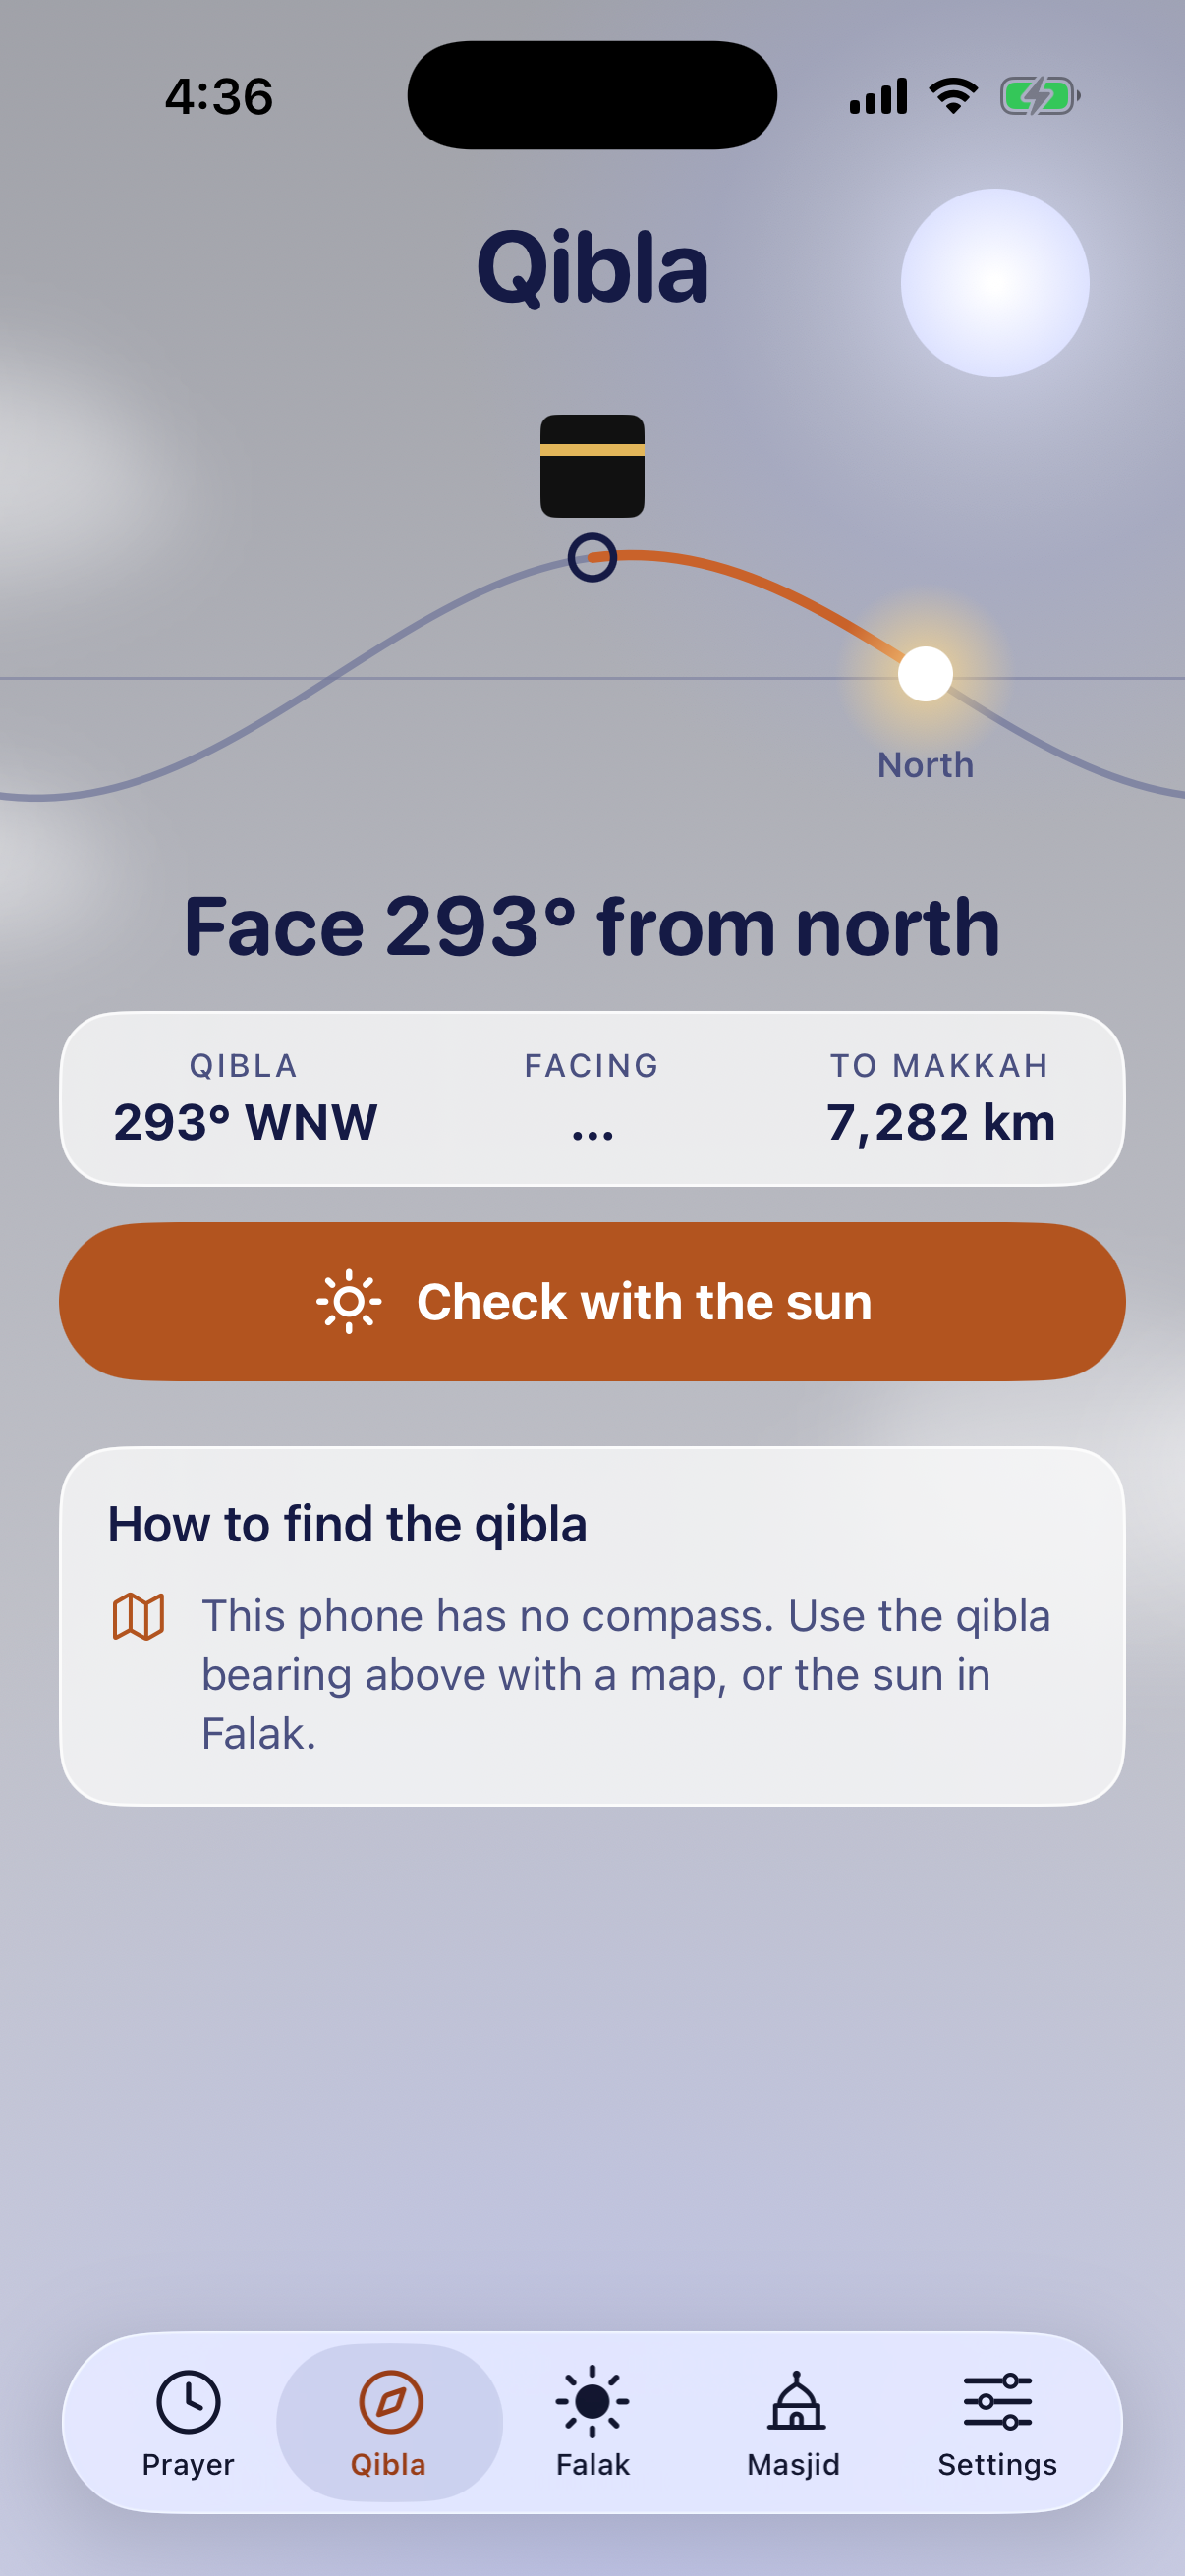 4:36
Qibla
North
Face 293° from north
QIBLA FACING TO MAKKAH
293° WNW ... 7,282 km
Check with the sun
How to find the qibla
This phone has no compass. Use the qibla
bearing above with a map, or the sun in
Falak.
Prayer Qibla Falak Masjid Settings